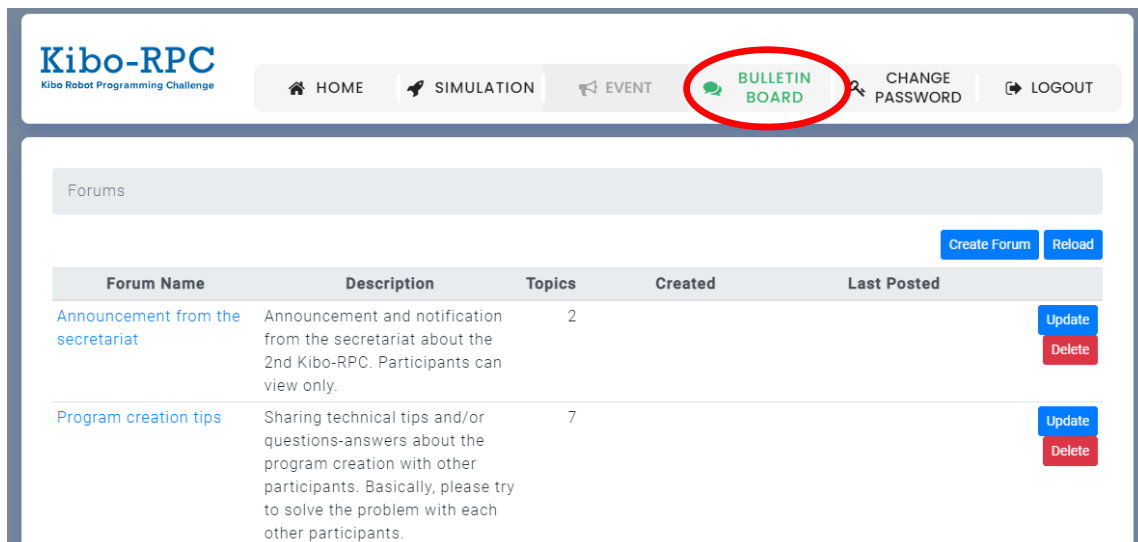 Kibo-RPC
Kibo Robot Programming Challenge
HOME
SIMULATION
EVENT
BULLETIN
BOARD
CHANGE
PASSWORD
LOGOUT
Forums
Create Forum
Reload
Forum Name Description Topics Created Last Posted
Announcement from the
secretariat
Announcement and notification
from the secretariat about the
2nd Kibo-RPC. Participants can
view only.
2
Update
Delete
Program creation tips
Sharing technical tips and/or
questions-answers about the
program creation with other
participants. Basically, please try
to solve the problem with each
other participants.
7
Update
Delete